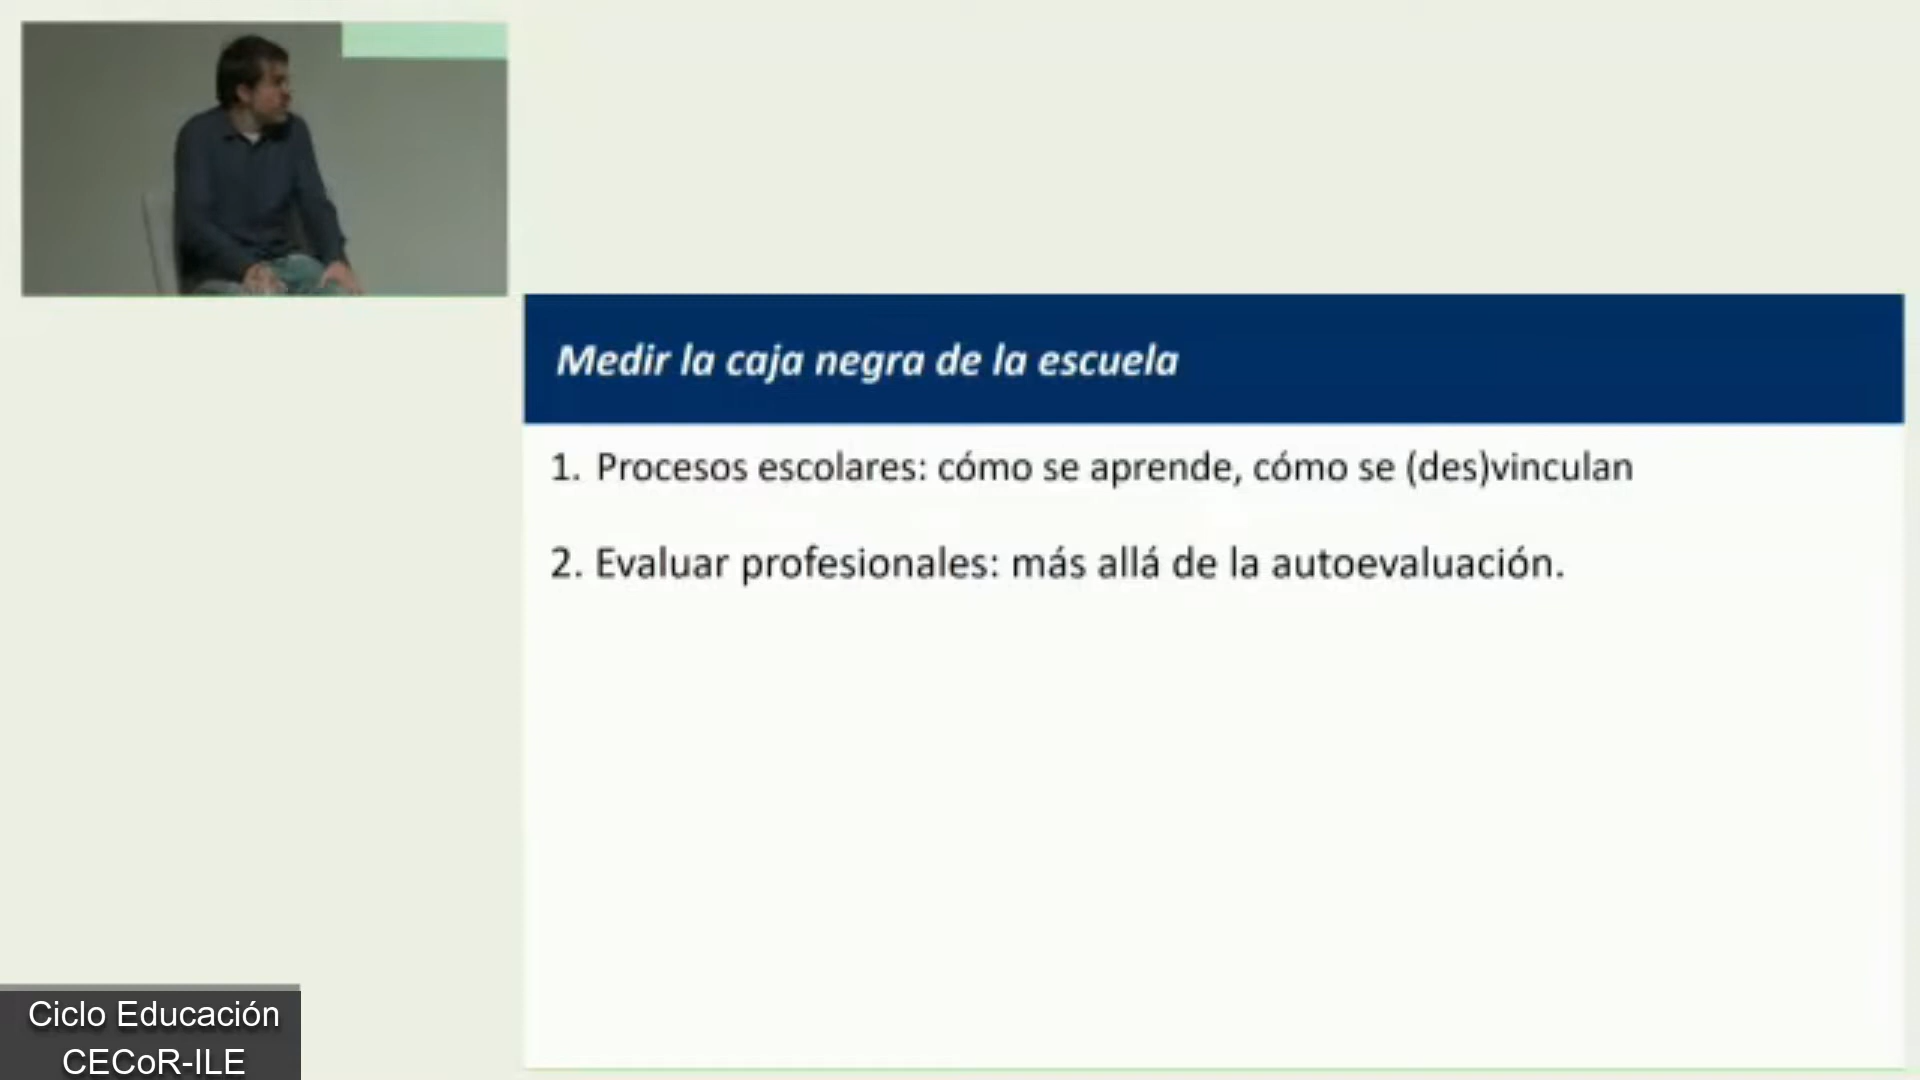 Medir la caja negra de la escuela
1. Procesos escolares: cómo se aprende, cómo se (des)vinculan
2. Evaluar profesionales: más allá de la autoevaluación.
Ciclo Educación
CECoR-ILE